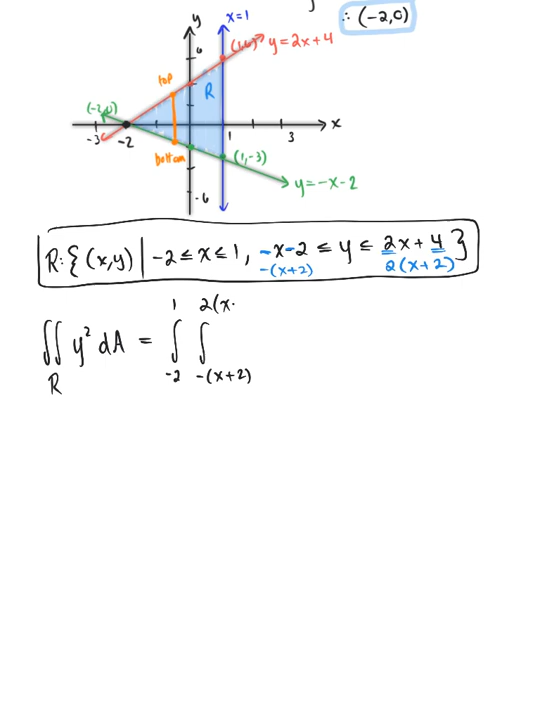 ∴ (-2,0)
y
x=1
6
(1,6)
y=2x+4
top
R
(-2,0)
x
-3
-2
1
3
bottom
(1,-3)
y=-x-2
-6
R:{(x,y) | -2≤x≤1, -x-2 ≤ y ≤ 2x+4}
-(x+2) 2(x+2)
1 2(x-
∬ y² dA = ∫ ∫
R -2 -(x+2)